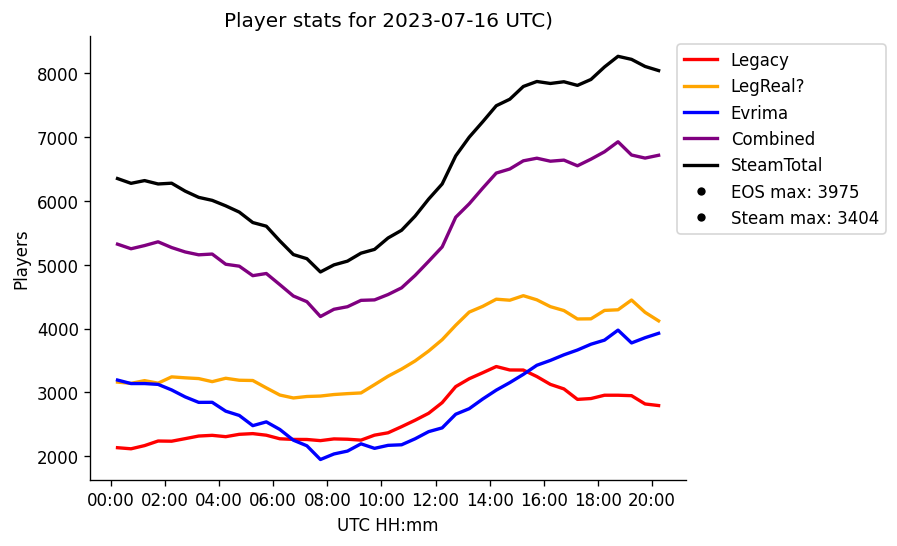 Player stats for 2023-07-16 UTC)
8000
7000
6000
5000
4000
3000
2000
Players
00:00 02:00 04:00 06:00 08:00 10:00 12:00 14:00 16:00 18:00 20:00
UTC HH:mm
Legacy
LegReal?
Evrima
Combined
SteamTotal
EOS max: 3975
Steam max: 3404